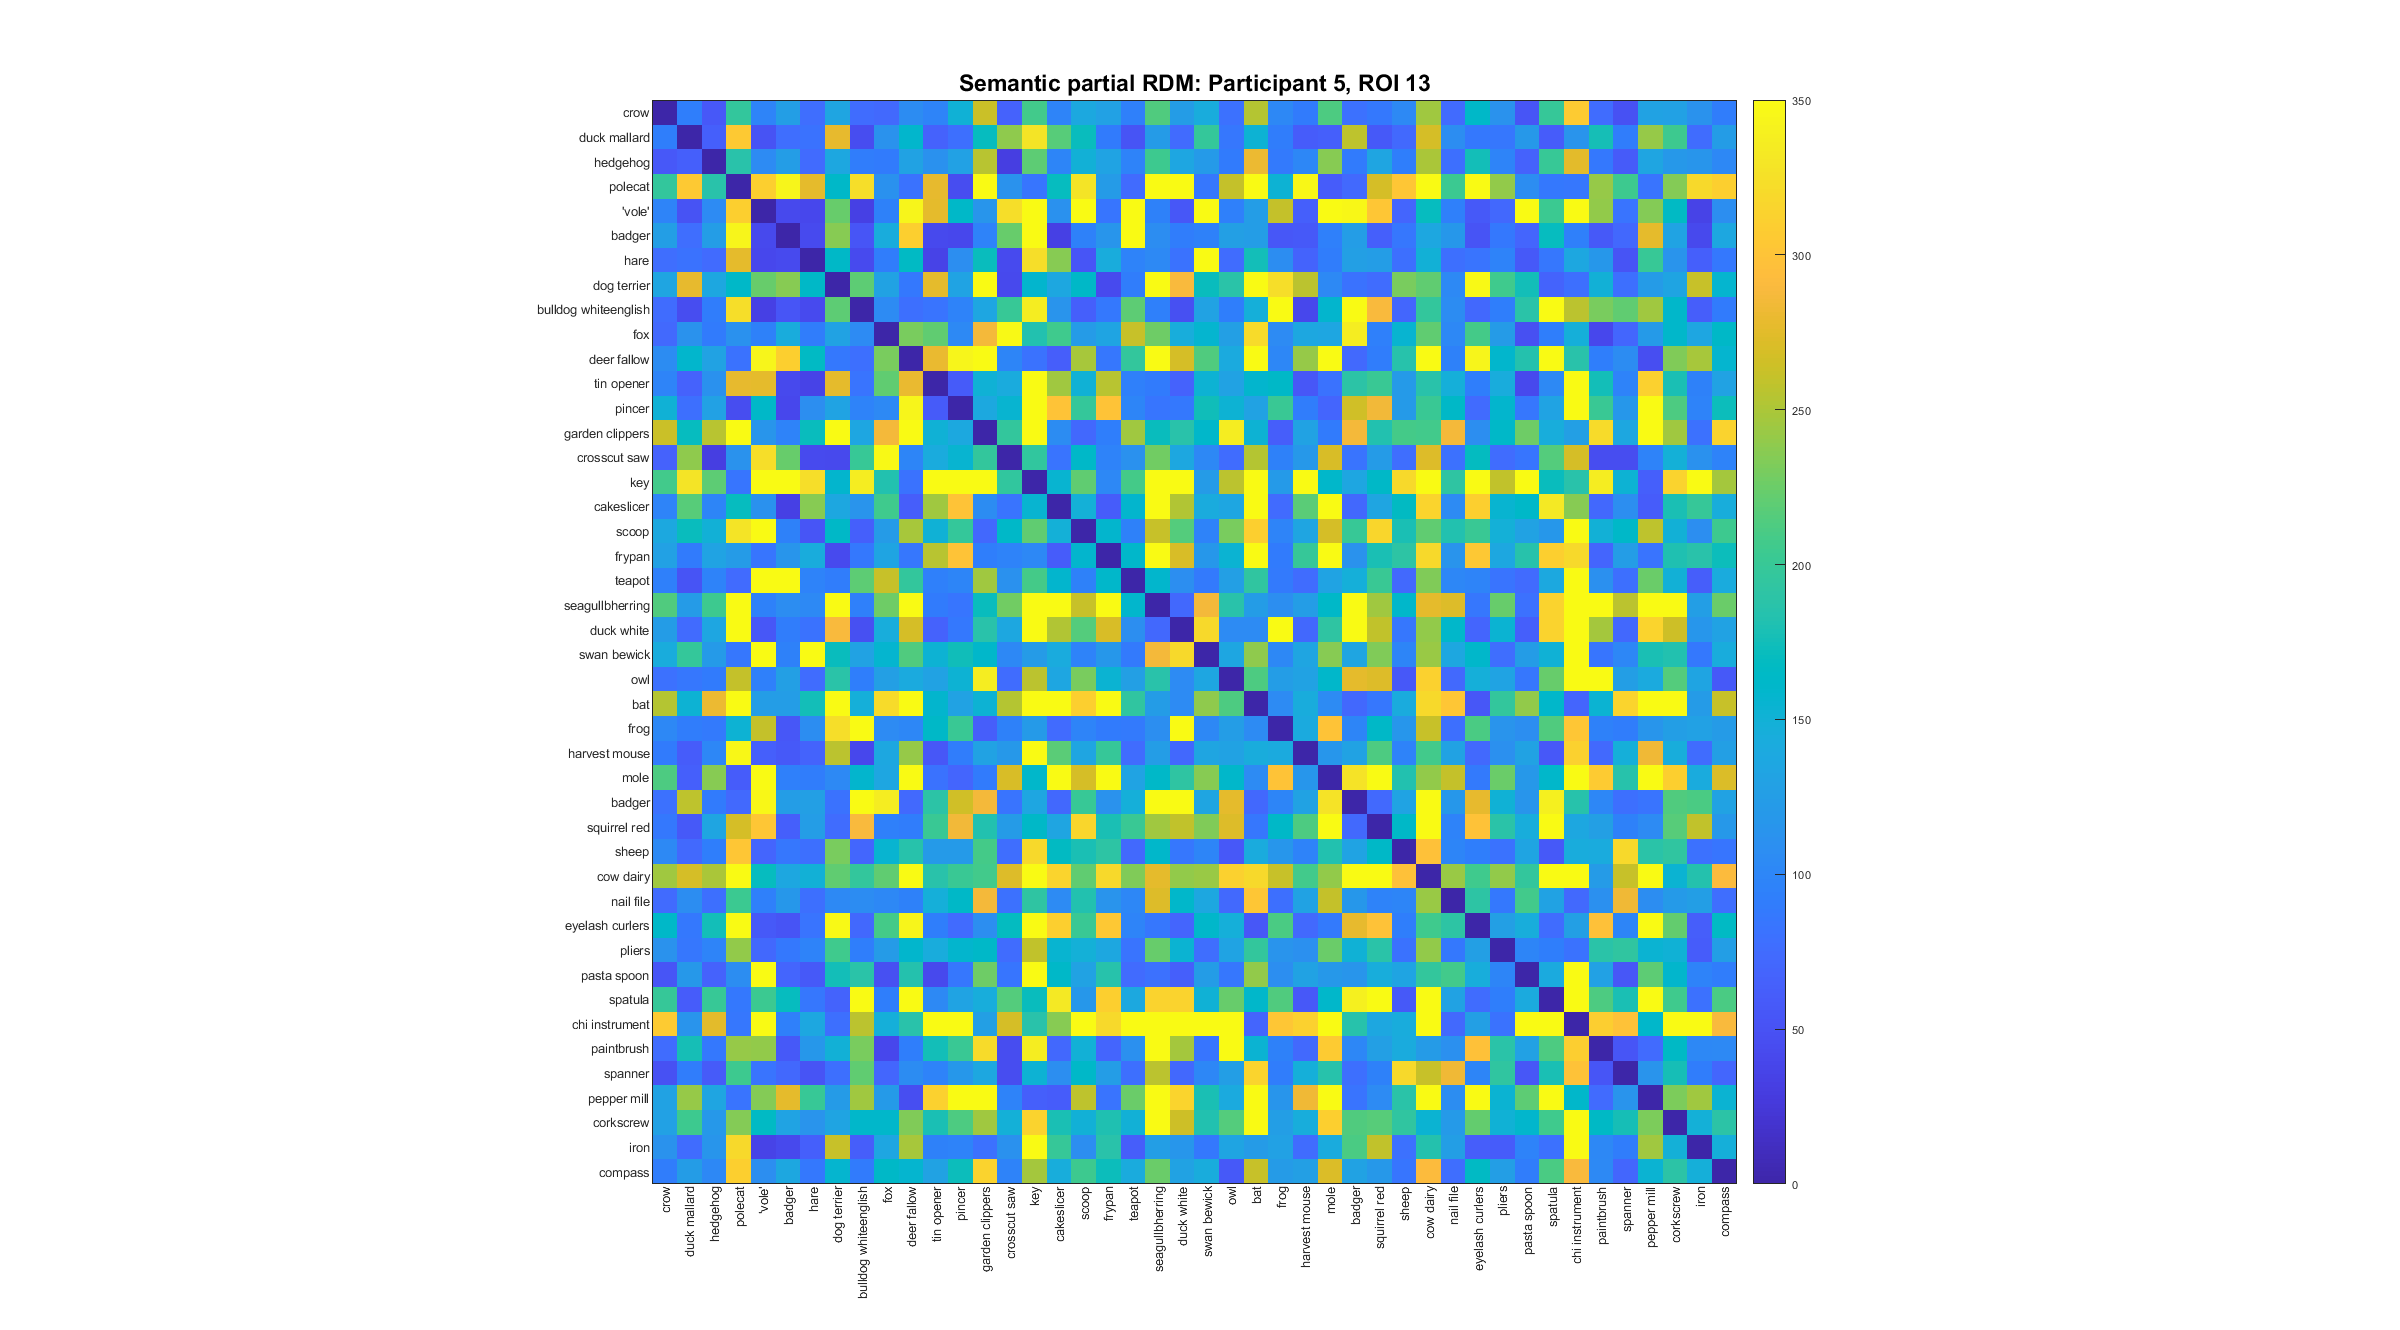 Semantic partial RDM: Participant 5, ROI 13
crow
duck mallard
hedgehog
polecat
'vole'
badger
hare
dog terrier
bulldog whiteenglish
fox
deer fallow
tin opener
pincer
garden clippers
crosscut saw
key
cakeslicer
scoop
frypan
teapot
seagullbherring
duck white
swan bewick
owl
bat
frog
harvest mouse
mole
badger
squirrel red
sheep
cow dairy
nail file
eyelash curlers
pliers
pasta spoon
spatula
chi instrument
paintbrush
spanner
pepper mill
corkscrew
iron
compass
crow
duck mallard
hedgehog
polecat
'vole'
badger
hare
dog terrier
bulldog whiteenglish
fox
deer fallow
tin opener
pincer
garden clippers
crosscut saw
key
cakeslicer
scoop
frypan
teapot
seagullbherring
duck white
swan bewick
owl
bat
frog
harvest mouse
mole
badger
squirrel red
sheep
cow dairy
nail file
eyelash curlers
pliers
pasta spoon
spatula
chi instrument
paintbrush
spanner
pepper mill
corkscrew
iron
compass
350
300
250
200
150
100
50
0